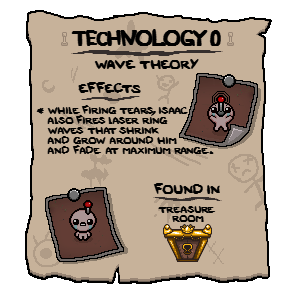 TECHNOLOGY 0
WAVE THEORY
EFFECTS
* WHILE FIRING TEARS, ISAAC
ALSO FIRES LASER RING
WAVES THAT SHRINK
AND GROW AROUND HIM
AND FADE AT MAXIMUM RANGE.
FOUND IN
TREASURE
ROOM